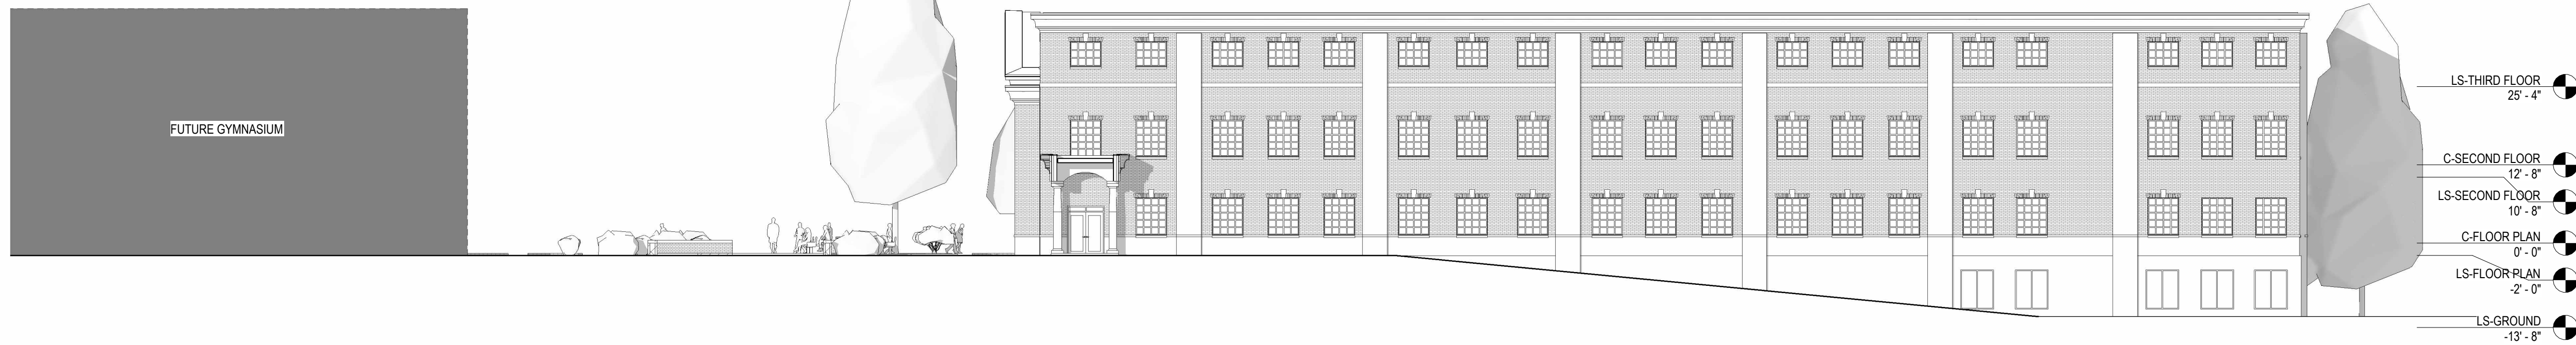 FUTURE GYMNASIUM
LS-THIRD FLOOR
25' - 4"
C-SECOND FLOOR
12' - 8"
LS-SECOND FLOOR
10' - 8"
C-FLOOR PLAN
0' - 0"
LS-FLOOR PLAN
-2' - 0"
LS-GROUND
-13' - 8"